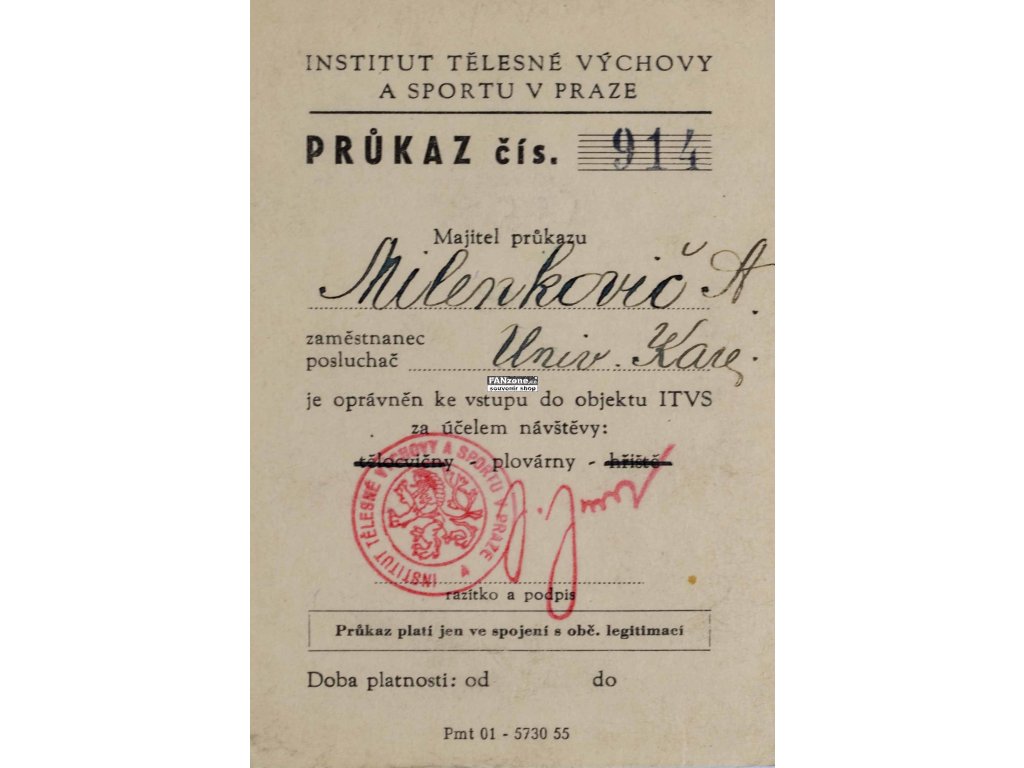 INSTITUT TĚLESNÉ VÝCHOVY
A SPORTU V PRAZE
PRŮKAZ čís. 914
Majitel průkazu
Milenkovič A.
zaměstnanec
posluchač Univ. Kar.
FANzone.cz
souvenir shop
je oprávněn ke vstupu do objektu ITVS
za účelem návštěvy:
tělocvičny - plovárny - hřiště
INSTITUT TĚLESNÉ VÝCHOVY A SPORTU V PRAZE
razítko a podpis
Průkaz platí jen ve spojení s obč. legitimací
Doba platnosti: od do
Pmt 01 - 5730 55